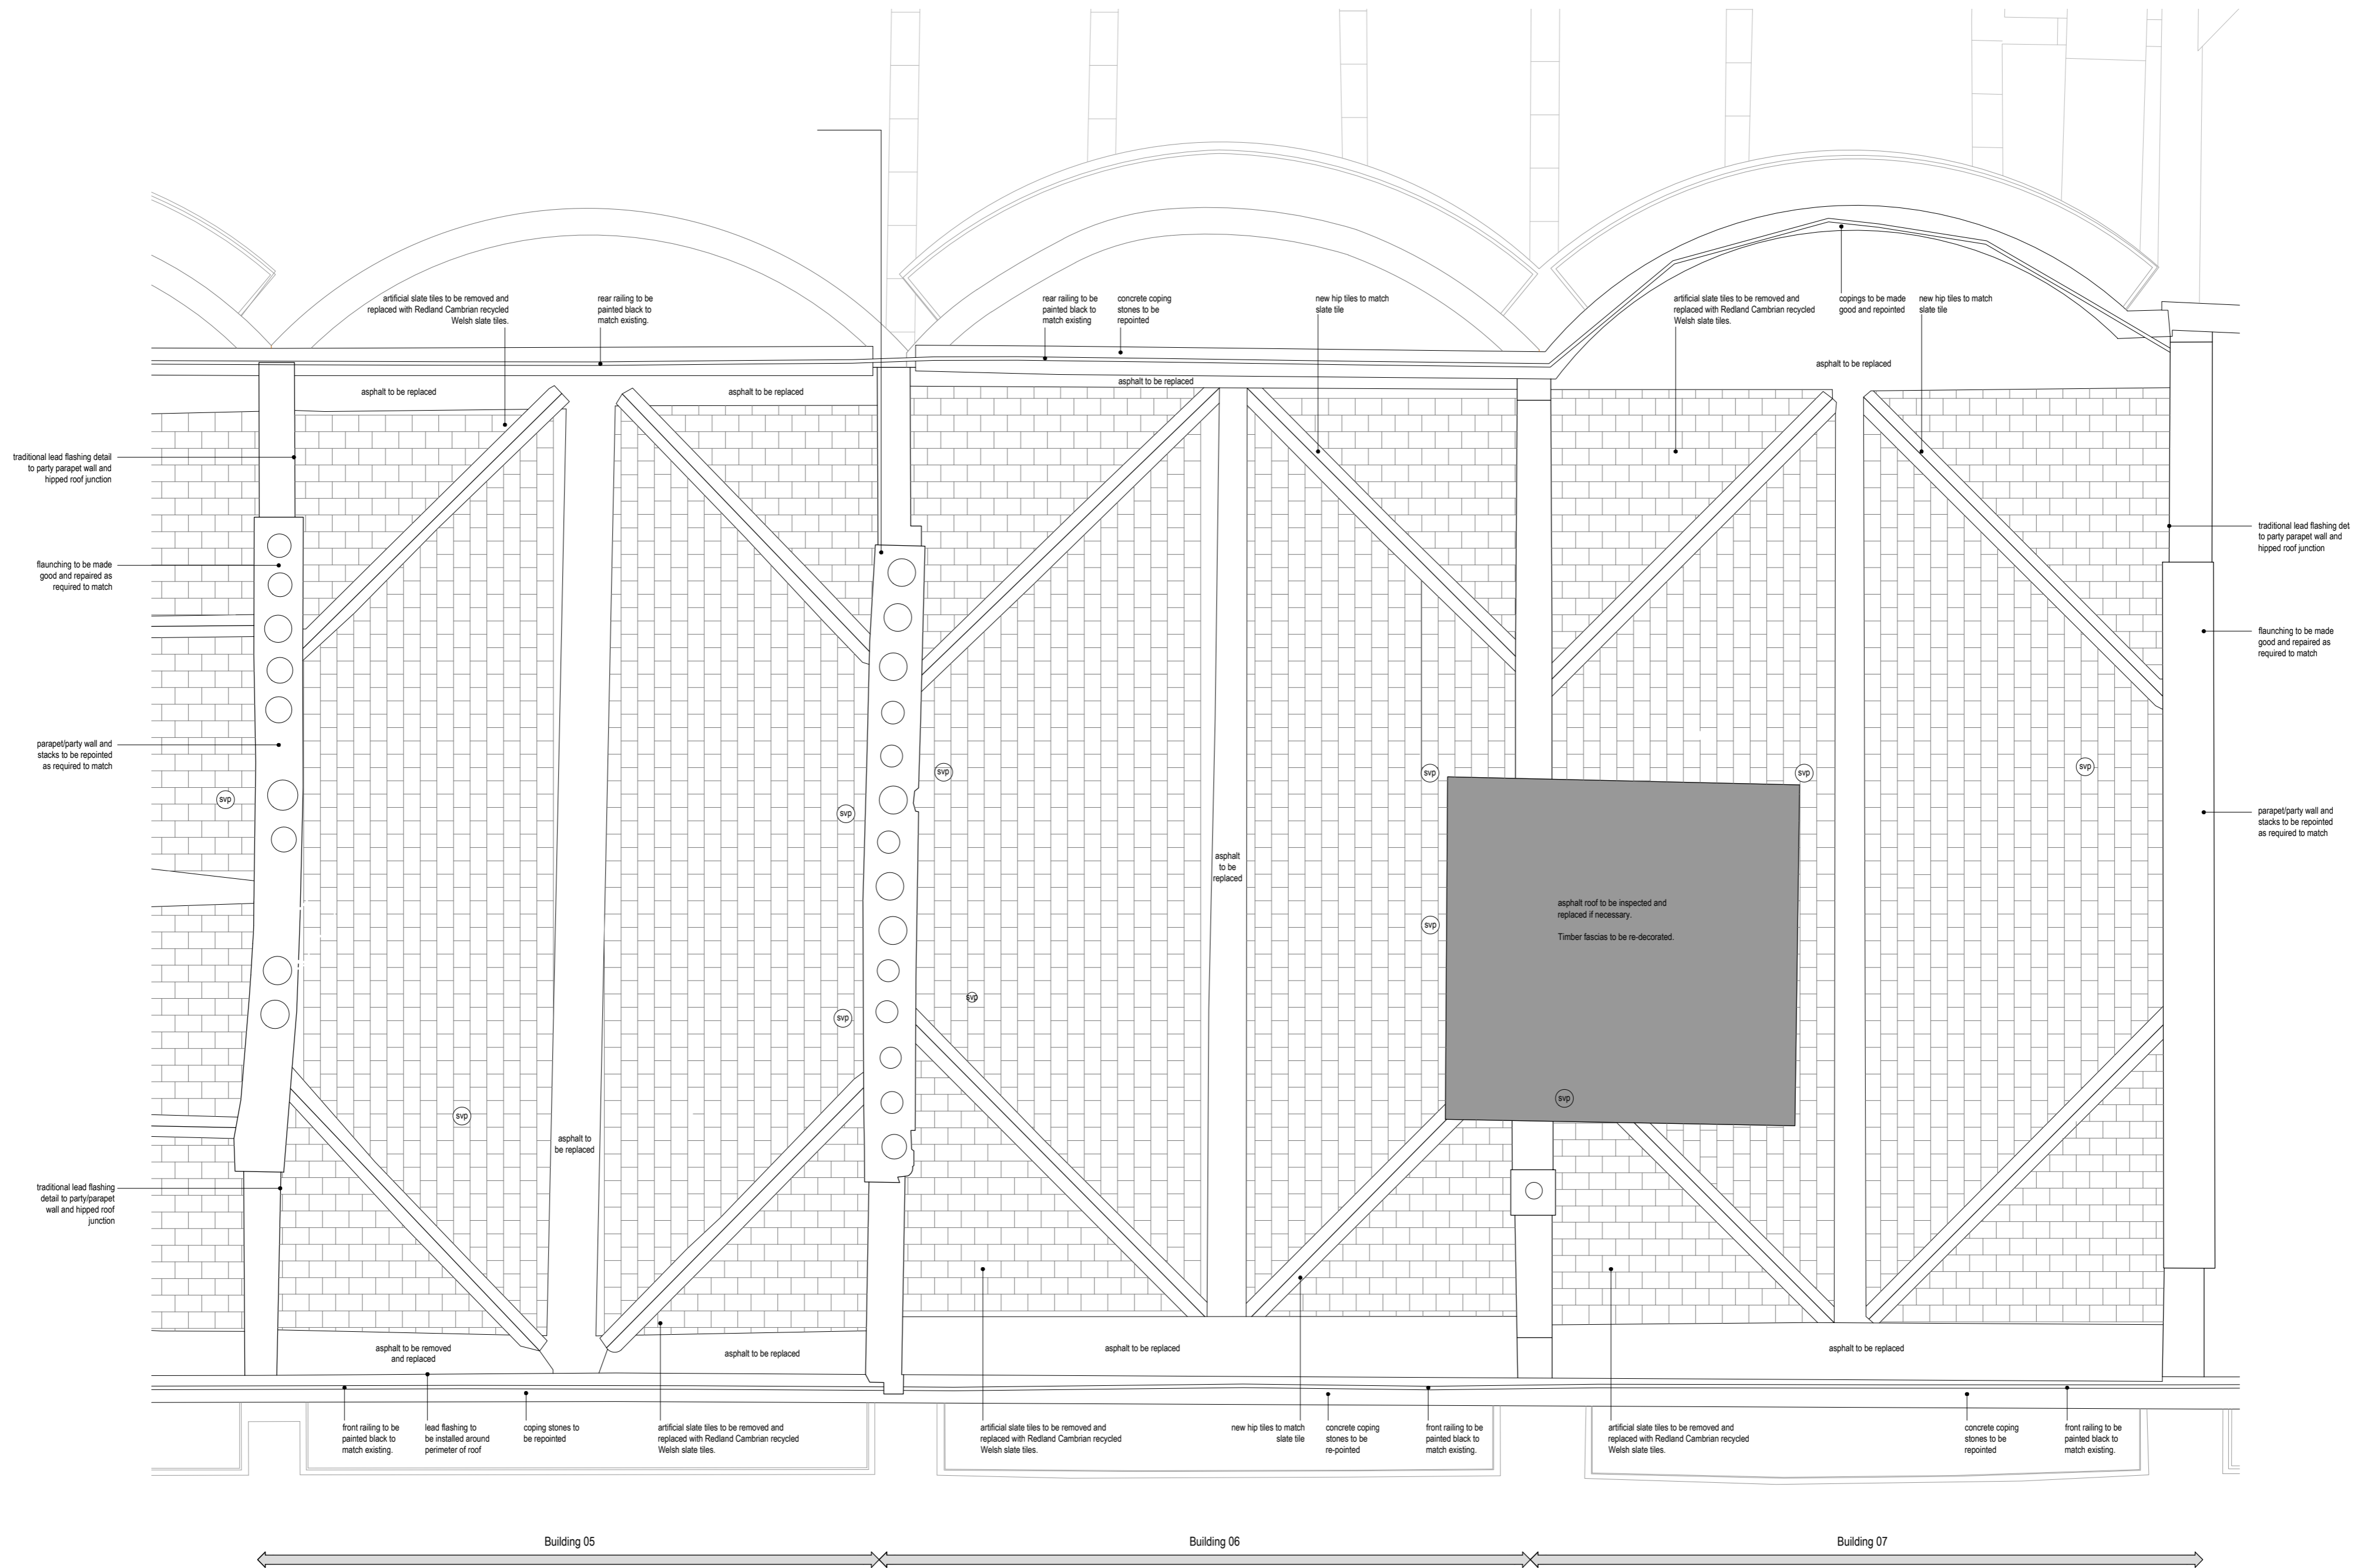 artificial slate tiles to be removed and
replaced with Redland Cambrian recycled
Welsh slate tiles.
rear railing to be
painted black to
match existing.
rear railing to be
painted black to
match existing
concrete coping
stones to be
repointed
new hip tiles to match
slate tile
artificial slate tiles to be removed and
replaced with Redland Cambrian recycled
Welsh slate tiles.
copings to be made
good and repointed
new hip tiles to match
slate tile
asphalt to be replaced
asphalt to be replaced
asphalt to be replaced
asphalt to be replaced
traditional lead flashing detail
to party parapet wall and
hipped roof junction
flaunching to be made
good and repaired as
required to match
parapet/party wall and
stacks to be repointed
as required to match
traditional lead flashing
detail to party/parapet
wall and hipped roof
junction
traditional lead flashing det
to party parapet wall and
hipped roof junction
flaunching to be made
good and repaired as
required to match
parapet/party wall and
stacks to be repointed
as required to match
svp
svp
svp
svp
svp
svp
svp
svp
svp
svp
svp
svp
asphalt
to be
replaced
asphalt roof to be inspected and
replaced if necessary.
Timber fascias to be re-decorated.
asphalt to
be replaced
asphalt to be removed
and replaced
asphalt to be replaced
asphalt to be replaced
asphalt to be replaced
front railing to be
painted black to
match existing.
lead flashing to
be installed around
perimeter of roof
coping stones to
be repointed
artificial slate tiles to be removed and
replaced with Redland Cambrian recycled
Welsh slate tiles.
artificial slate tiles to be removed and
replaced with Redland Cambrian recycled
Welsh slate tiles.
new hip tiles to match
slate tile
concrete coping
stones to be
re-pointed
front railing to be
painted black to
match existing.
artificial slate tiles to be removed and
replaced with Redland Cambrian recycled
Welsh slate tiles.
concrete coping
stones to be
repointed
front railing to be
painted black to
match existing.
Building 05
Building 06
Building 07